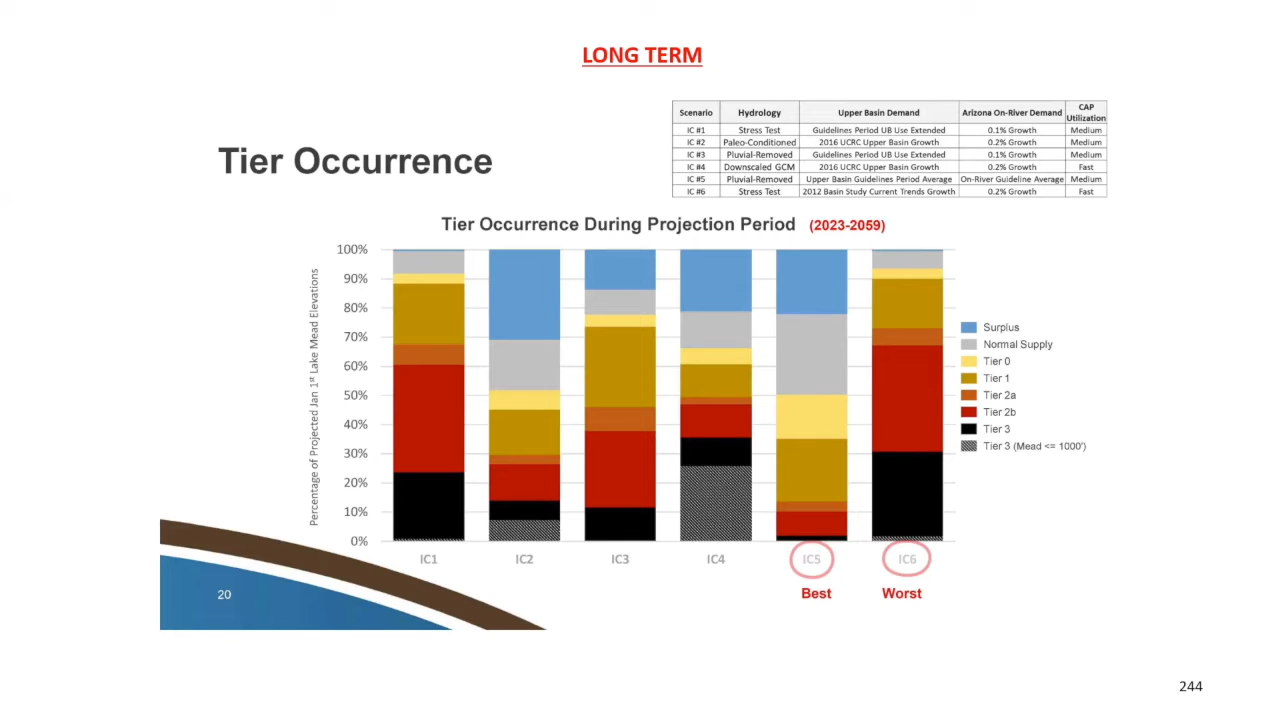 LONG TERM
Tier Occurrence
Scenario Hydrology Upper Basin Demand Arizona On-River Demand CAP Utilization
IC #1 Stress Test Guidelines Period UB Use Extended 0.1% Growth Medium
IC #2 Paleo-Conditioned 2016 UCRC Upper Basin Growth 0.2% Growth Medium
IC #3 Pluvial-Removed Guidelines Period UB Use Extended 0.1% Growth Medium
IC #4 Downscaled GCM 2016 UCRC Upper Basin Growth 0.2% Growth Fast
IC #5 Pluvial-Removed Upper Basin Guidelines Period Average On-River Guideline Average Medium
IC #6 Stress Test 2012 Basin Study Current Trends Growth 0.2% Growth Fast
Tier Occurrence During Projection Period (2023-2059)
Percentage of Projected Jan 1st Lake Mead Elevations
100%
90%
80%
70%
60%
50%
40%
30%
20%
10%
0%
IC1 IC2 IC3 IC4 IC5 IC6
Best Worst
Surplus
Normal Supply
Tier 0
Tier 1
Tier 2a
Tier 2b
Tier 3
Tier 3 (Mead <= 1000')
20
244